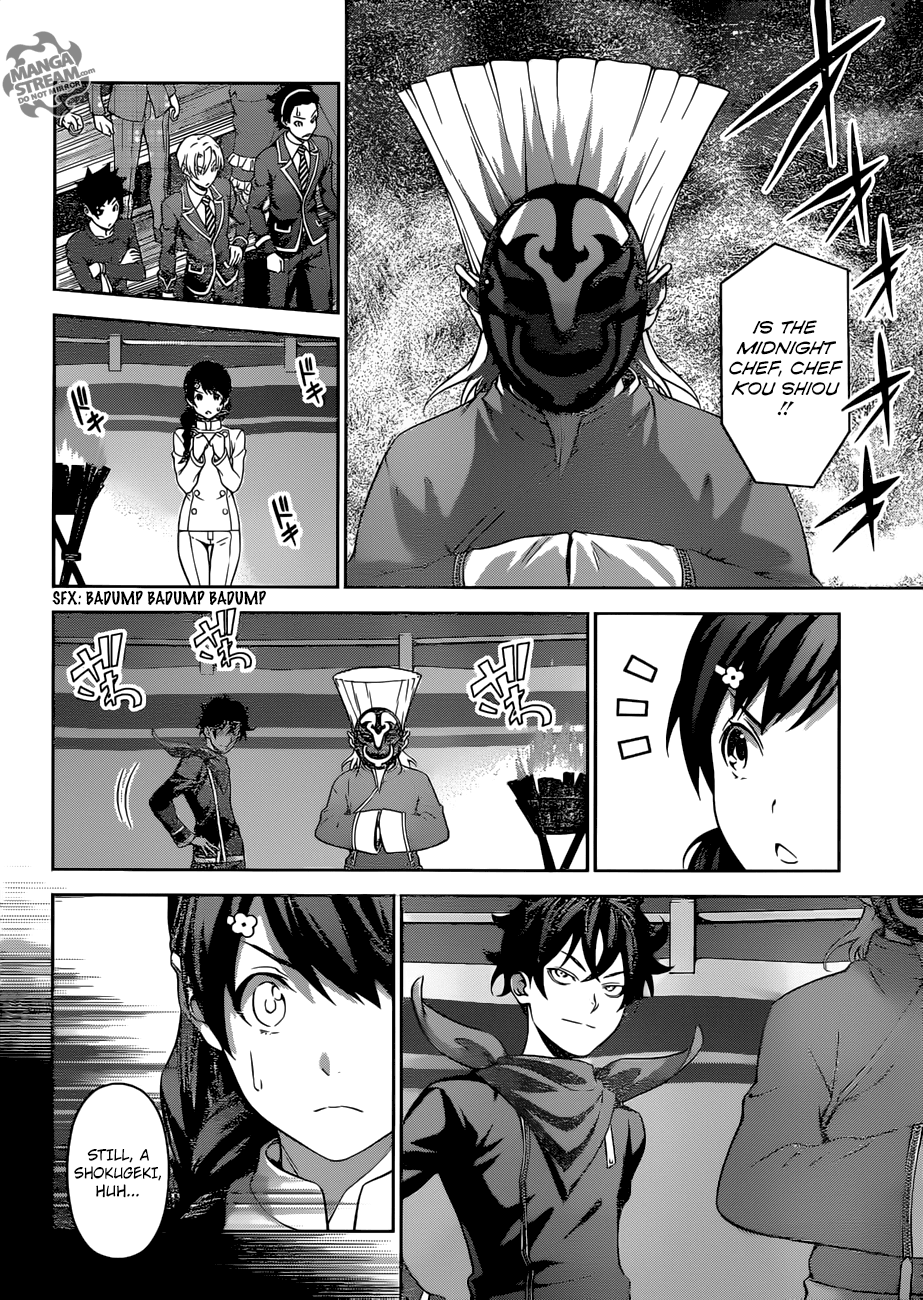 MANGA
STREAM.com
DO NOT MIRROR
IS THE
MIDNIGHT
CHEF, CHEF
KOU SHIOU
!!
ドキ
ドキ
ドキ
SFX: BADUMP BADUMP BADUMP
ざわ
ざわ
ざわ
STILL, A
SHOKUGEKI,
HUH...